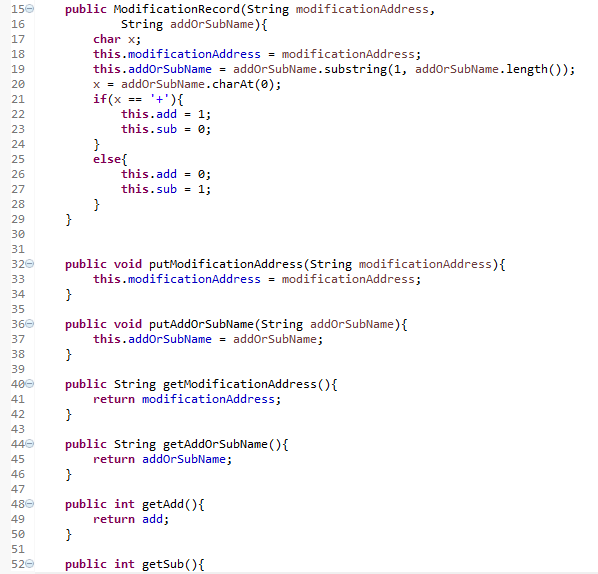 15 public ModificationRecord(String modificationAddress,
16 String addOrSubName){
17 char x;
18 this.modificationAddress = modificationAddress;
19 this.addOrSubName = addOrSubName.substring(1, addOrSubName.length());
20 x = addOrSubName.charAt(0);
21 if(x == '+'){
22 this.add = 1;
23 this.sub = 0;
24 }
25 else{
26 this.add = 0;
27 this.sub = 1;
28 }
29 }
30
31
32 public void putModificationAddress(String modificationAddress){
33 this.modificationAddress = modificationAddress;
34 }
35
36 public void putAddOrSubName(String addOrSubName){
37 this.addOrSubName = addOrSubName;
38 }
39
40 public String getModificationAddress(){
41 return modificationAddress;
42 }
43
44 public String getAddOrSubName(){
45 return addOrSubName;
46 }
47
48 public int getAdd(){
49 return add;
50 }
51
52 public int getSub(){